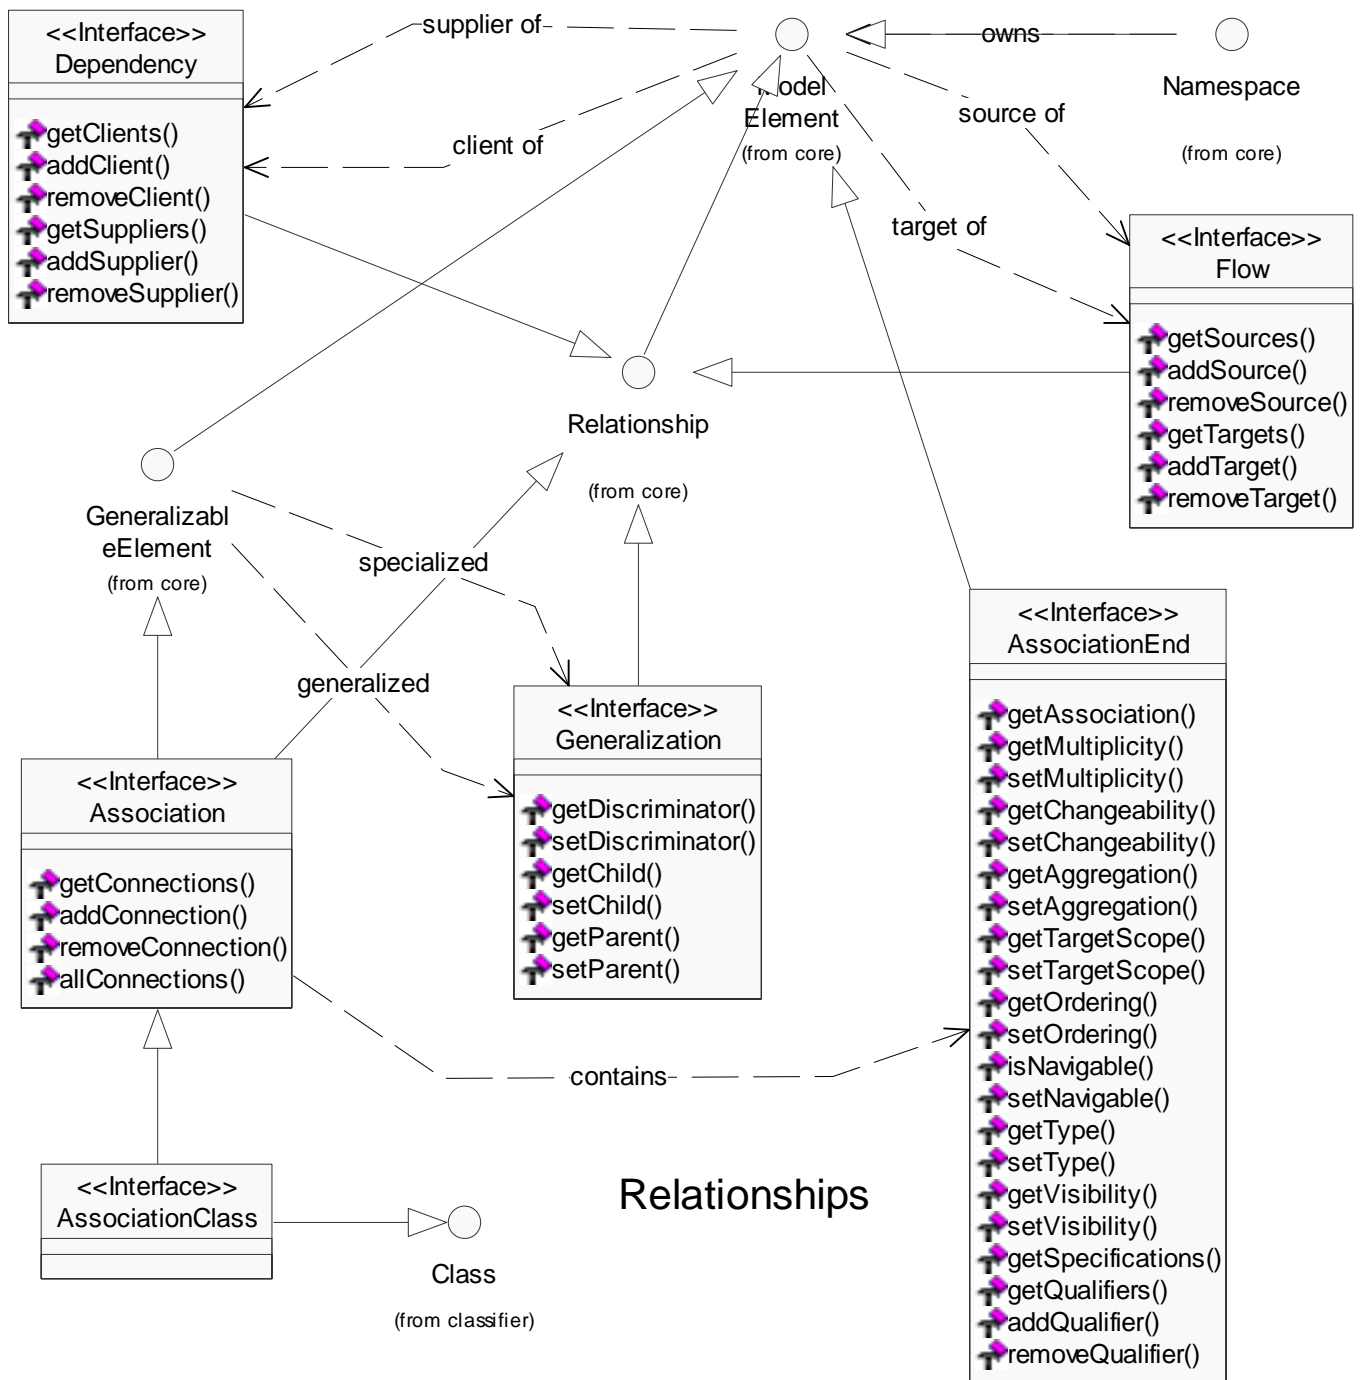 <<Interface>>
Dependency
getClients()
addClient()
removeClient()
getSuppliers()
addSupplier()
removeSupplier()
supplier of
client of
Model
Element
(from core)
owns
Namespace
(from core)
source of
target of
<<Interface>>
Flow
getSources()
addSource()
removeSource()
getTargets()
addTarget()
removeTarget()
Relationship
(from core)
Generalizabl
eElement
(from core)
specialized
generalized
<<Interface>>
Generalization
getDiscriminator()
setDiscriminator()
getChild()
setChild()
getParent()
setParent()
<<Interface>>
Association
getConnections()
addConnection()
removeConnection()
allConnections()
contains
<<Interface>>
AssociationEnd
getAssociation()
getMultiplicity()
setMultiplicity()
getChangeability()
setChangeability()
getAggregation()
setAggregation()
getTargetScope()
setTargetScope()
getOrdering()
setOrdering()
isNavigable()
setNavigable()
getType()
setType()
getVisibility()
setVisibility()
getSpecifications()
getQualifiers()
addQualifier()
removeQualifier()
<<Interface>>
AssociationClass
Class
(from classifier)
Relationships